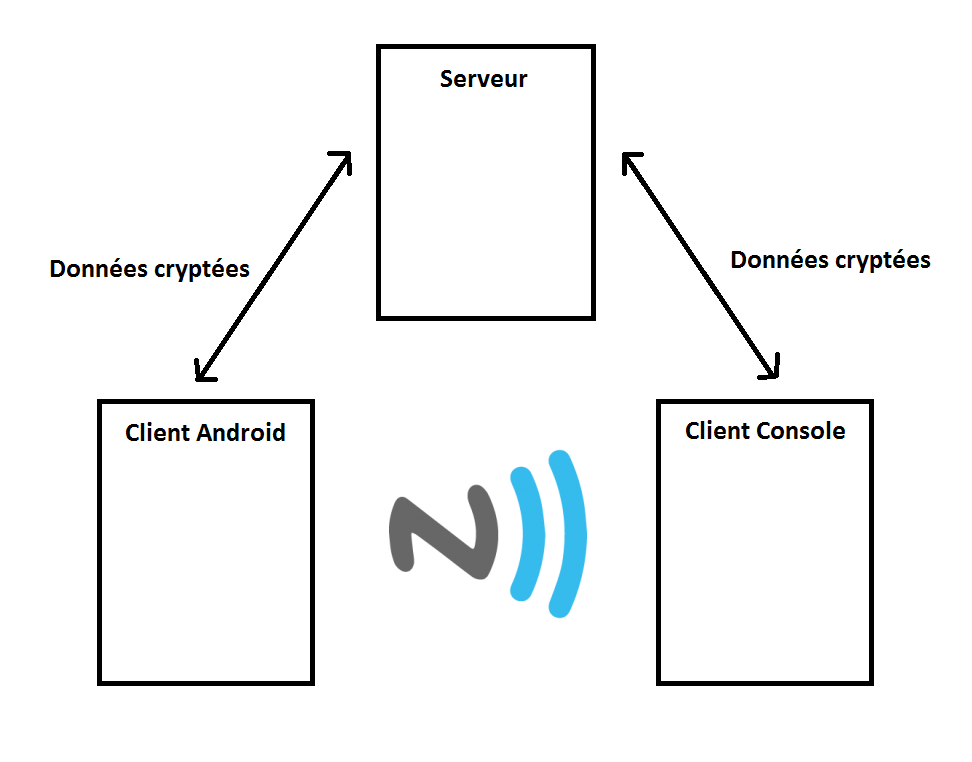 Serveur
Données cryptées
Données cryptées
Client Android
Client Console